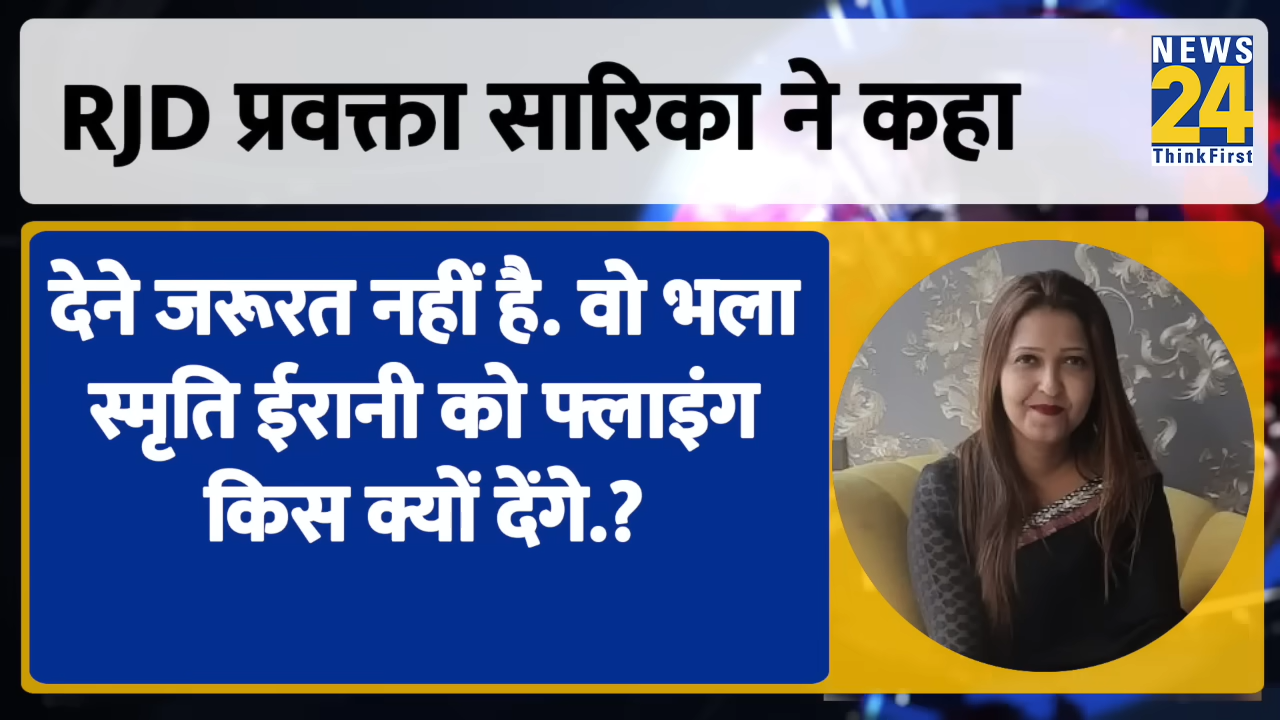 RJD प्रवक्ता सारिका ने कहा
NEWS
24
ThinkFirst
देने जरूरत नहीं है. वो भला
स्मृति ईरानी को फ्लाइंग
किस क्यों देंगे.?